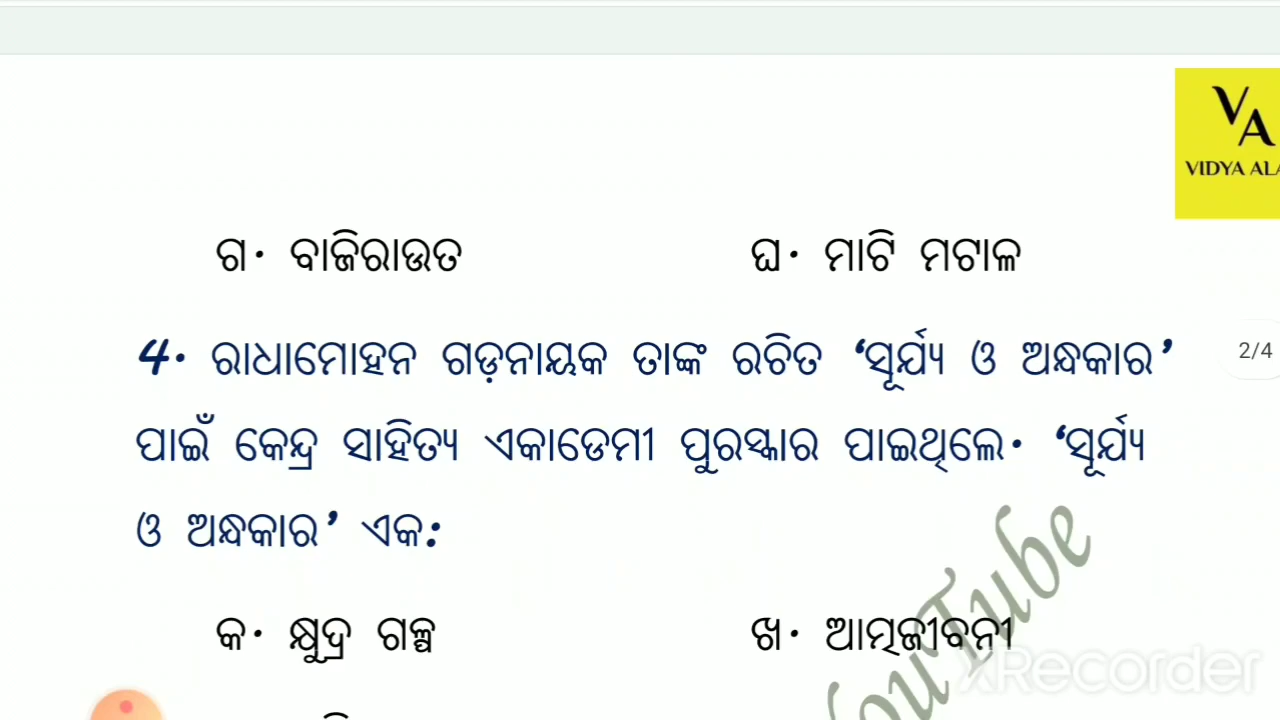 VA
VIDYA ALA
ଗ. ବାଜିରାଉତ ଘ. ମାଟି ମଟାଳ
4. ରାଧାମୋହନ ଗଡ଼ନାୟକ ତାଙ୍କ ରଚିତ ‘ସୂର୍ଯ୍ୟ ଓ ଅନ୍ଧକାର’
2/4
ପାଇଁ କେନ୍ଦ୍ର ସାହିତ୍ୟ ଏକାଡେମୀ ପୁରସ୍କାର ପାଇଥିଲେ. ‘ସୂର୍ଯ୍ୟ
ଓ ଅନ୍ଧକାର’ ଏକ:
କ. କ୍ଷୁଦ୍ର ଗଳ୍ପ ଖ. ଆତ୍ମଜୀବନୀ
YouTube
XRecorder